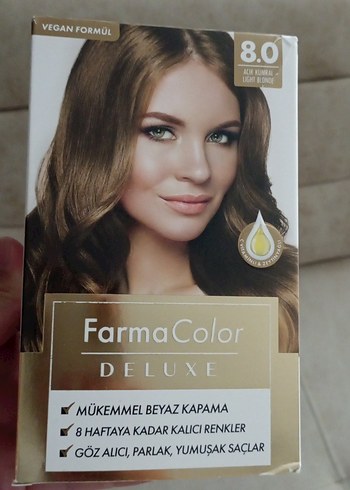 VEGAN FORMÜL
8.0
AÇIK KUMRAL
LIGHT BLONDE
FarmaColor
DELUXE
MÜKEMMEL BEYAZ KAPAMA
8 HAFTAYA KADAR KALICI RENKLER
GÖZ ALICI, PARLAK, YUMUŞAK SAÇLAR